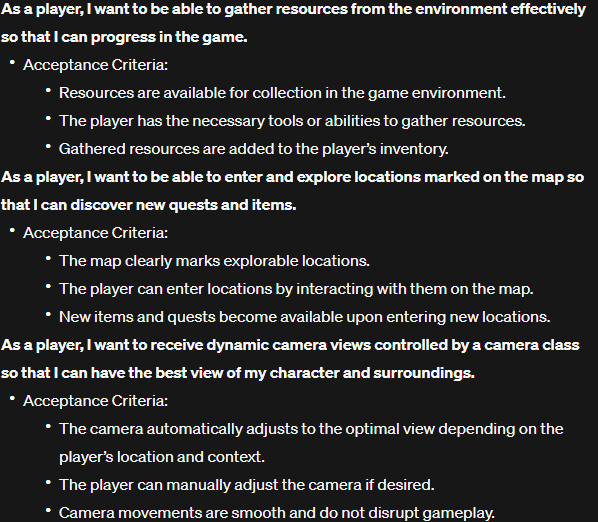 As a player, I want to be able to gather resources from the environment effectively
so that I can progress in the game.
• Acceptance Criteria:
• Resources are available for collection in the game environment.
• The player has the necessary tools or abilities to gather resources.
• Gathered resources are added to the player’s inventory.
As a player, I want to be able to enter and explore locations marked on the map so
that I can discover new quests and items.
• Acceptance Criteria:
• The map clearly marks explorable locations.
• The player can enter locations by interacting with them on the map.
• New items and quests become available upon entering new locations.
As a player, I want to receive dynamic camera views controlled by a camera class
so that I can have the best view of my character and surroundings.
• Acceptance Criteria:
• The camera automatically adjusts to the optimal view depending on the
player’s location and context.
• The player can manually adjust the camera if desired.
• Camera movements are smooth and do not disrupt gameplay.